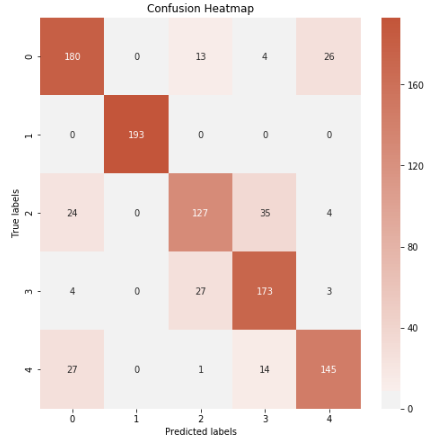 Confusion Heatmap
0 180 0 13 4 26
1 0 193 0 0 0
2 24 0 127 35 4
3 4 0 27 173 3
4 27 0 1 14 145
0 1 2 3 4
True labels
Predicted labels
160
120
80
40
0